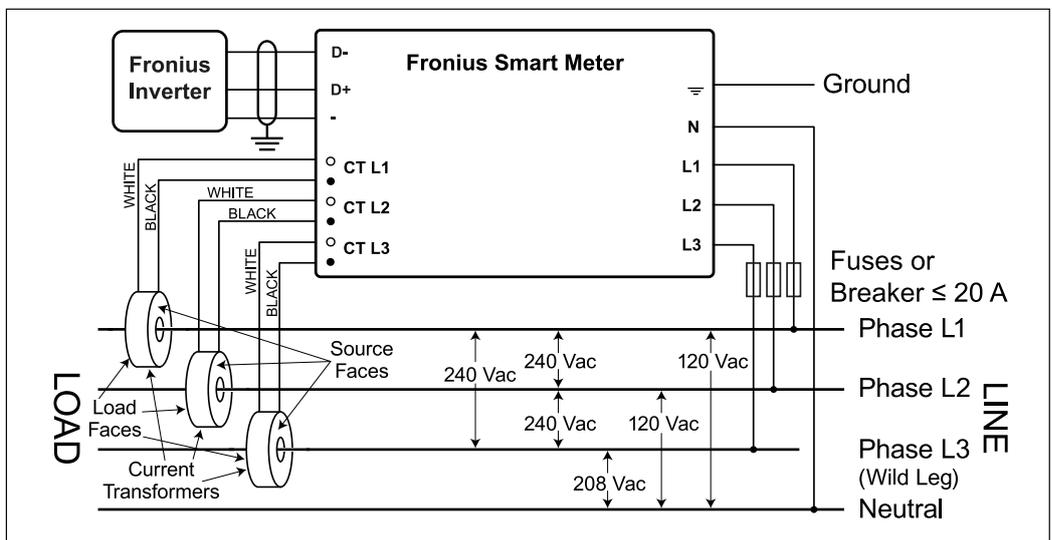 Fronius
Inverter
D-
D+
-
Fronius Smart Meter
Ground
N
L1
L2
L3
CT L1
CT L2
CT L3
WHITE
BLACK
WHITE
BLACK
WHITE
BLACK
Fuses or
Breaker ≤ 20 A
Phase L1
Phase L2
Phase L3
(Wild Leg)
Neutral
LINE
LOAD
Source
Faces
Load
Faces
Current
Transformers
240 Vac
240 Vac
240 Vac
120 Vac
120 Vac
208 Vac